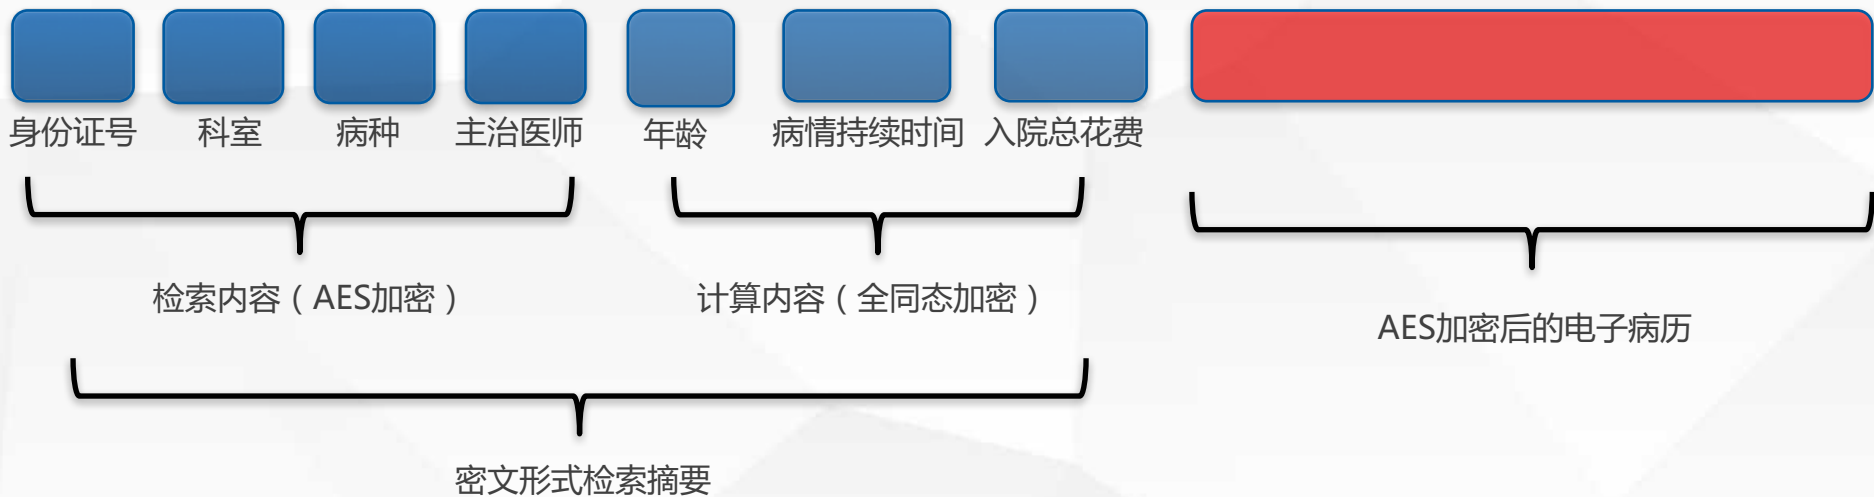 身份证号 科室 病种 主治医师 年龄 病情持续时间 入院总花费
检索内容（AES加密） 计算内容（全同态加密）
AES加密后的电子病历
密文形式检索摘要